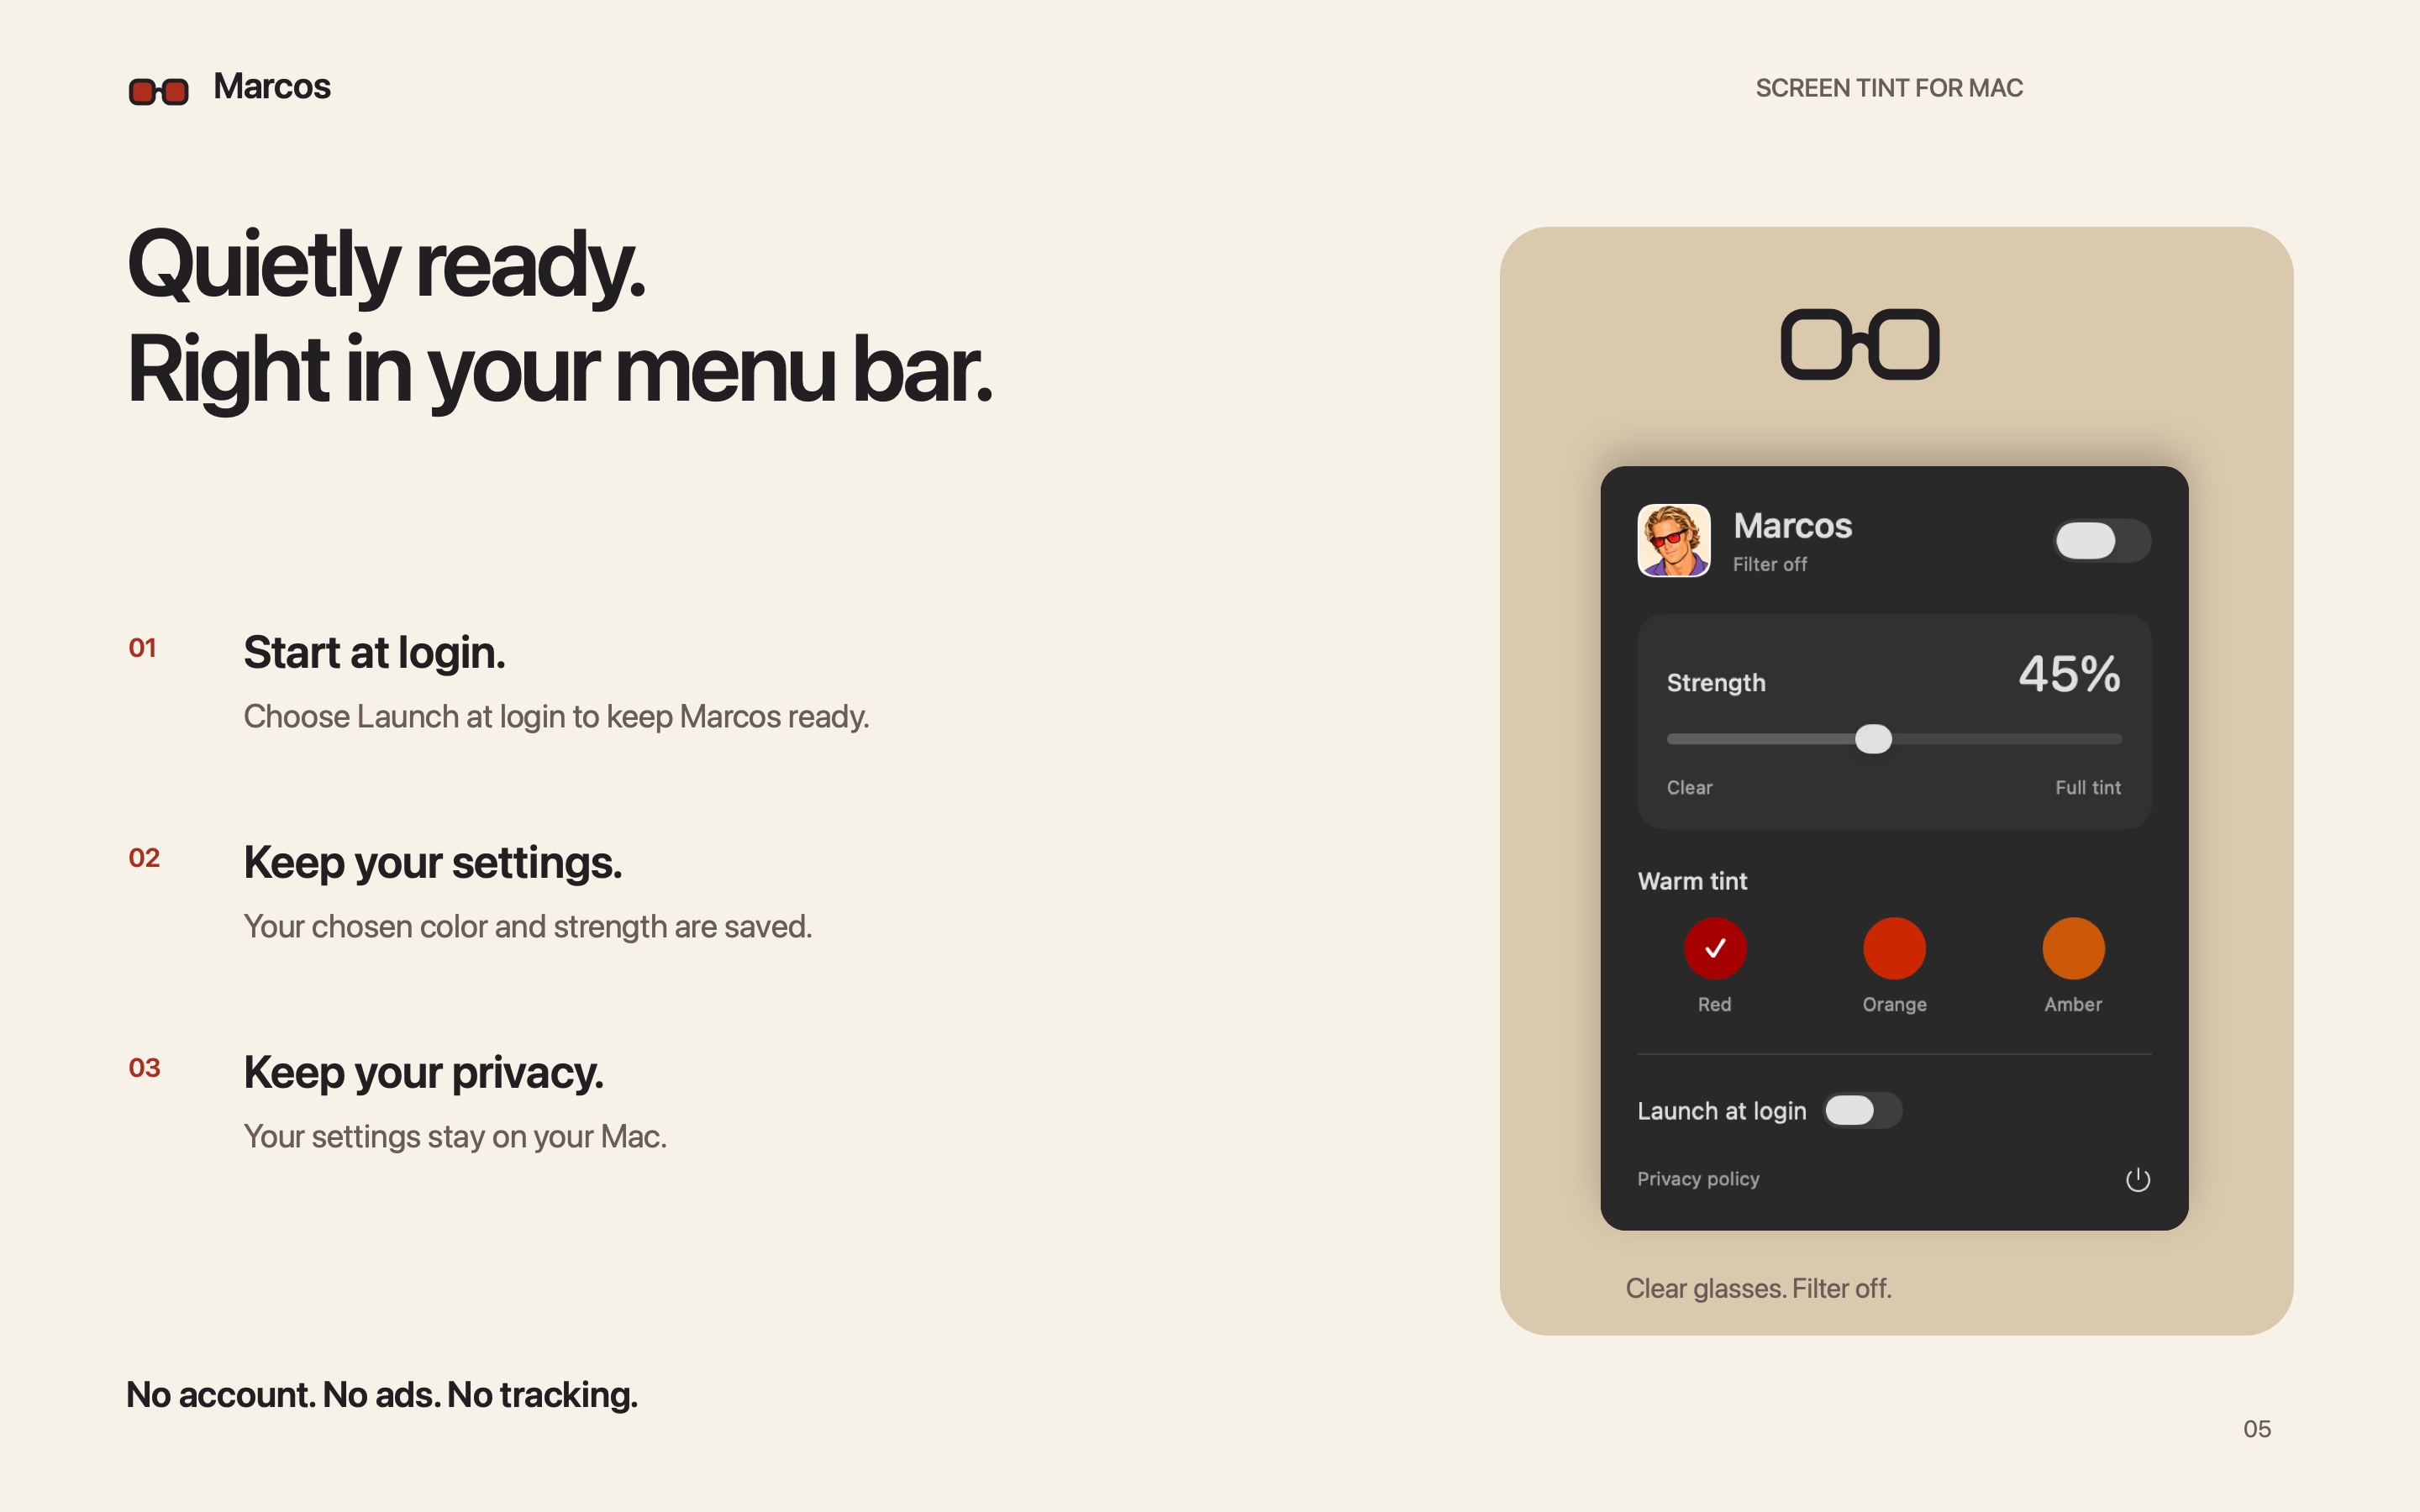 Marcos
SCREEN TINT FOR MAC
Quietly ready.
Right in your menu bar.
01
Start at login.
Choose Launch at login to keep Marcos ready.
02
Keep your settings.
Your chosen color and strength are saved.
03
Keep your privacy.
Your settings stay on your Mac.
No account. No ads. No tracking.
Marcos
Filter off
Strength
45%
Clear
Full tint
Warm tint
Red
Orange
Amber
Launch at login
Privacy policy
Clear glasses. Filter off.
05